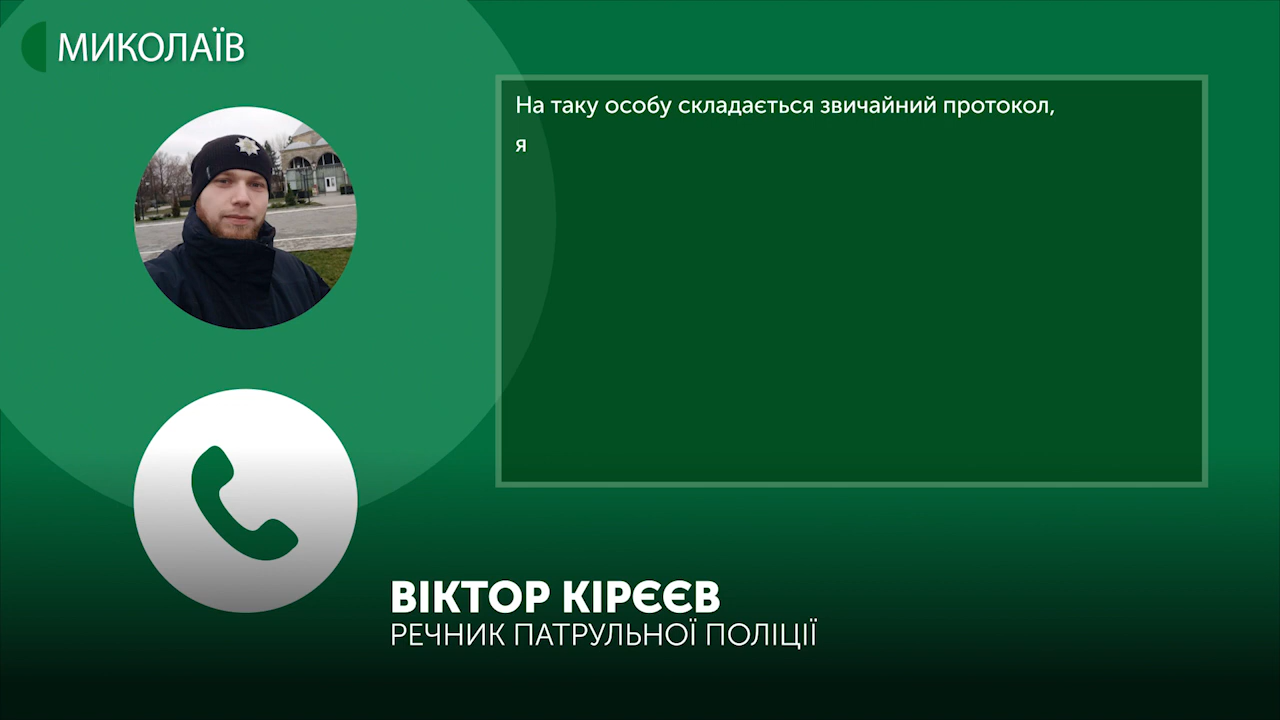 МИКОЛАЇВ
На таку особу складається звичайний протокол,
я
ВІКТОР КІРЄЄВ
РЕЧНИК ПАТРУЛЬНОЇ ПОЛІЦІЇ